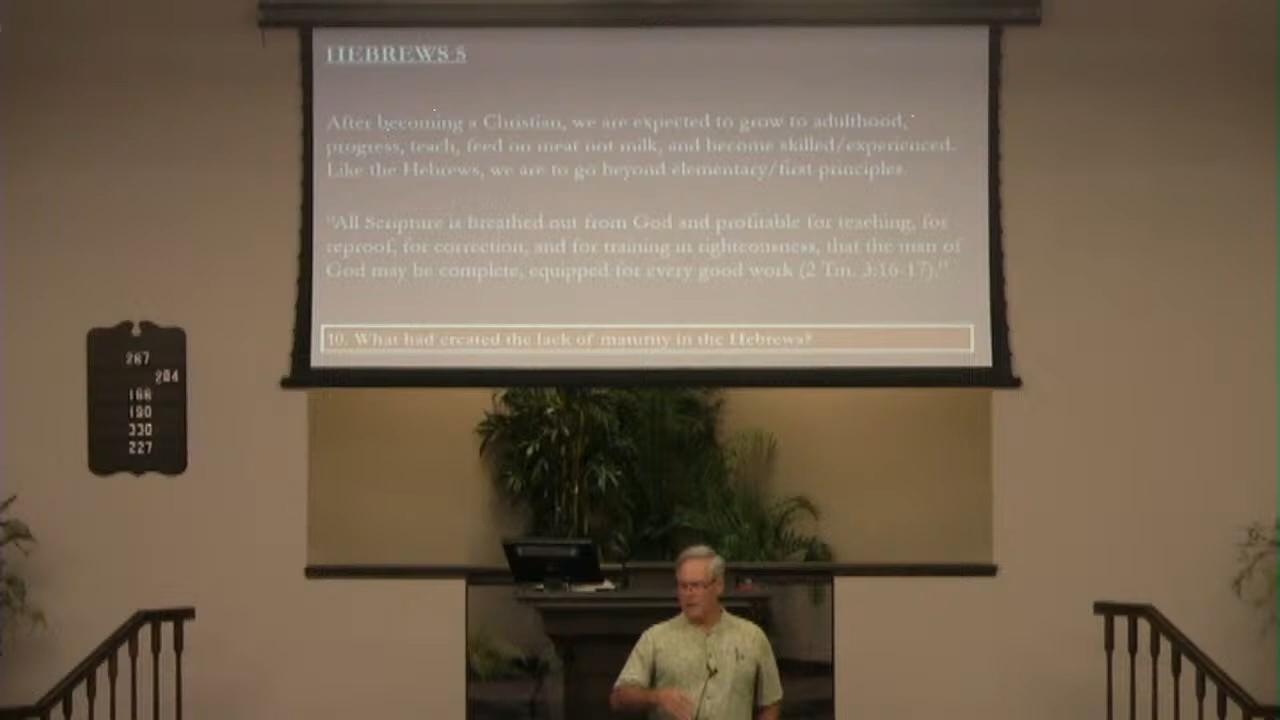 HEBREWS 5
After becoming a Christian, we are expected to grow to adulthood,
progress, teach, feed on meat not milk, and become skilled/experienced.
Like the Hebrews, we are to go beyond elementary/first principles.
"All Scripture is Breathed out from God and profitable for teaching, for
reproof, for correction, and for training in righteousness, that the man of
God may be complete, equipped for every good work (2 Tm. 3:16-17)."
10. What had created the lack of maturity in the Hebrews?
267
204
166
190
330
227